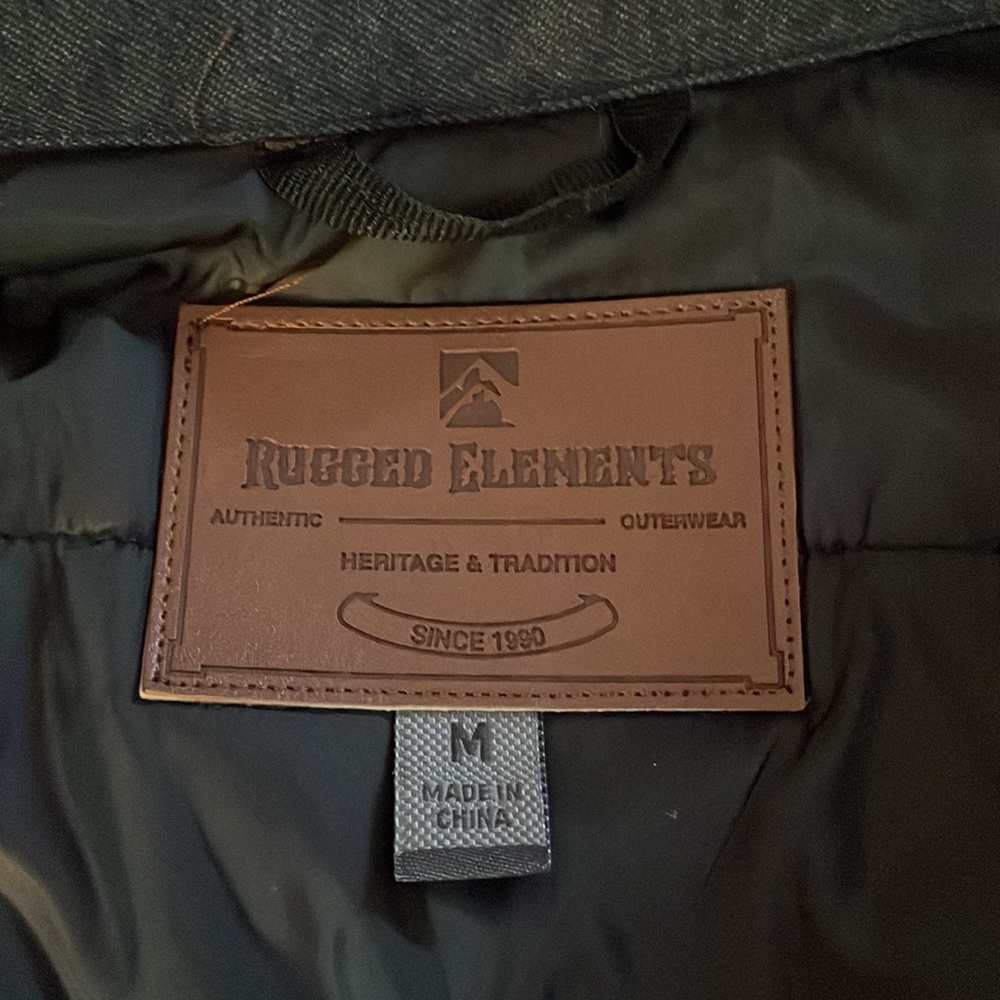 RUGGED ELEMENTS
AUTHENTIC OUTERWEAR
HERITAGE & TRADITION
SINCE 1990
M
MADE IN
CHINA